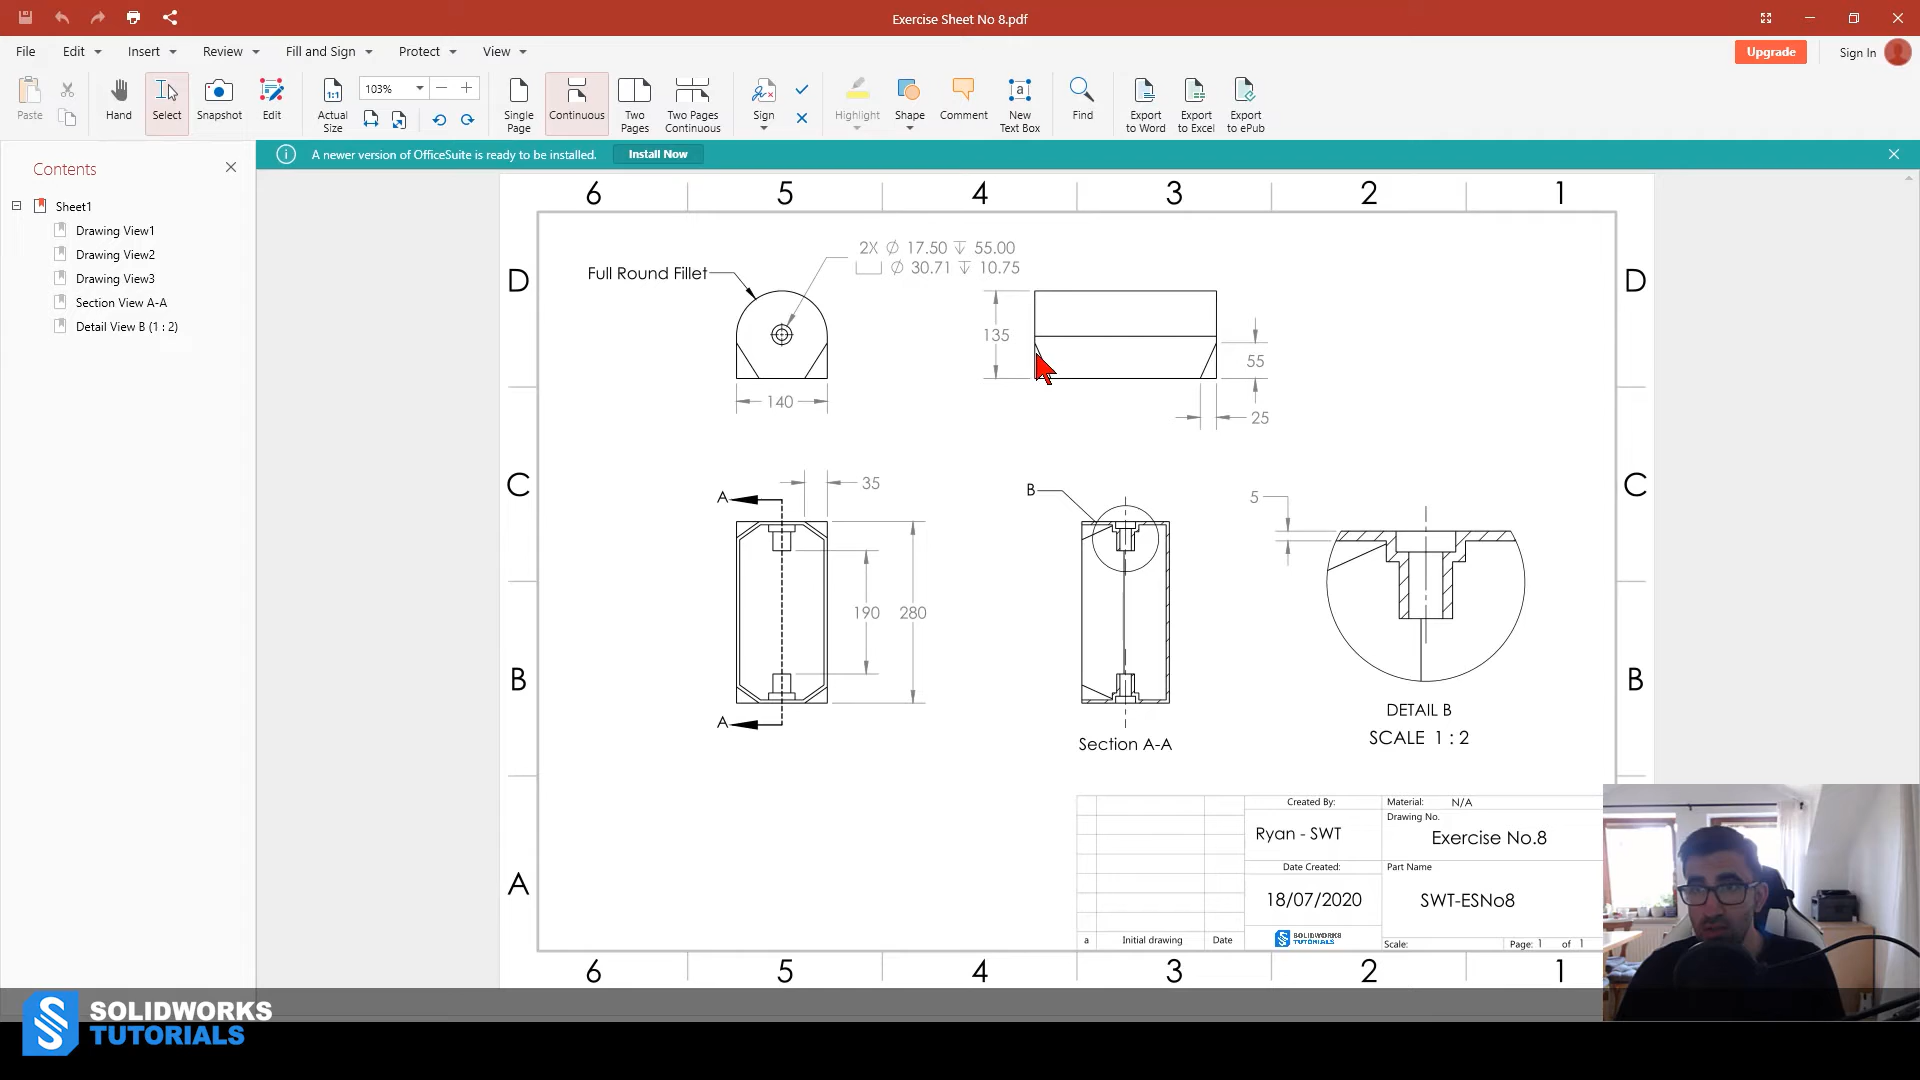 Exercise Sheet No 8.pdf
File Edit Insert Review Fill and Sign Protect View Upgrade Sign In
Paste Hand Select Snapshot Edit Actual Size 103% Single Page Continuous Two Pages Two Pages Continuous Sign Highlight Shape Comment New Text Box Find Export to Word Export to Excel Export to ePub
A newer version of OfficeSuite is ready to be installed. Install Now
Contents
Sheet1
Drawing View1
Drawing View2
Drawing View3
Section View A-A
Detail View B (1 : 2)
6 5 4 3 2 1
D D
2X ∅ 17.50 ↧ 55.00
⌴ ∅ 30.71 ↧ 10.75
Full Round Fillet
135
55
140
25
C C
A
35
B
5
190 280
B B
A
Section A-A
DETAIL B
SCALE 1 : 2
A
Created By:
Ryan - SWT
Date Created:
18/07/2020
SOLIDWORKS
TUTORIALS
Material: N/A
Drawing No.
Exercise No.8
Part Name
SWT-ESNo8
Scale: Page: 1 of 1
a Initial drawing Date
6 5 4 3 2 1
SOLIDWORKS
TUTORIALS